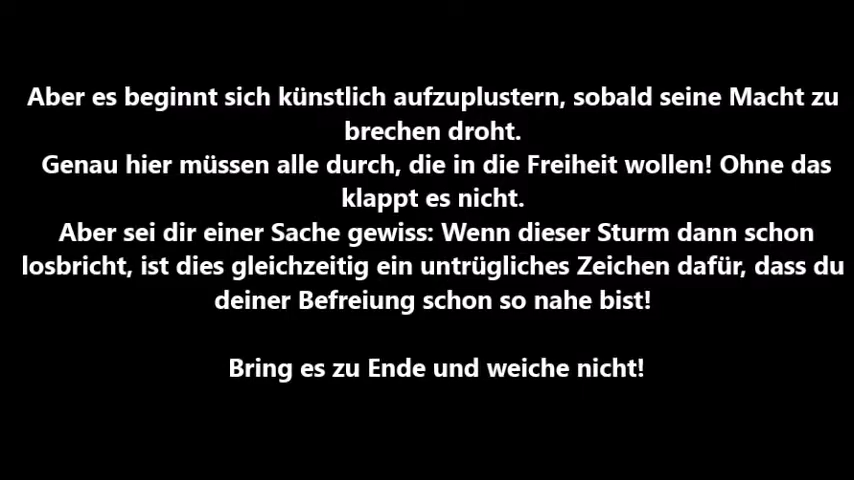 Aber es beginnt sich künstlich aufzuplustern, sobald seine Macht zu
brechen droht.
Genau hier müssen alle durch, die in die Freiheit wollen! Ohne das
klappt es nicht.
Aber sei dir einer Sache gewiss: Wenn dieser Sturm dann schon
losbricht, ist dies gleichzeitig ein untrügliches Zeichen dafür, dass du
deiner Befreiung schon so nahe bist!
Bring es zu Ende und weiche nicht!